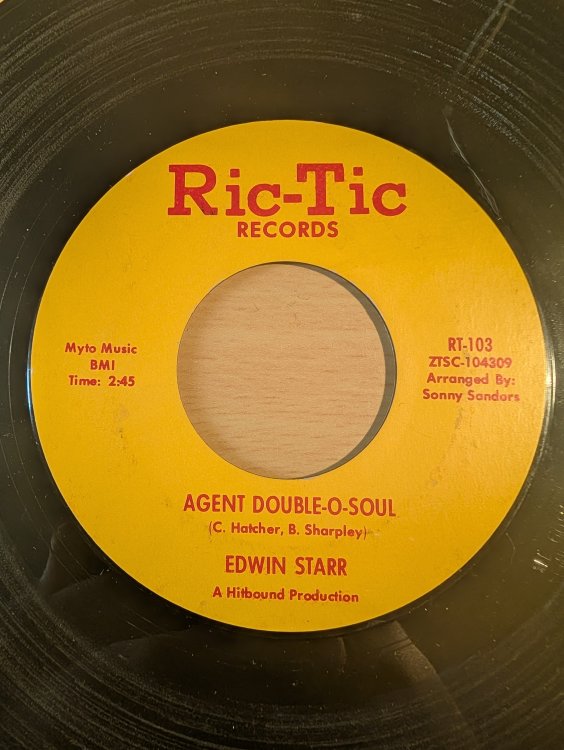 Ric-Tic
RECORDS
Myto Music
BMI
Time: 2:45
RT-103
ZTSC-104309
Arranged By:
Sonny Sandors
AGENT DOUBLE-O-SOUL
(C. Hatcher, B. Sharpley)
EDWIN STARR
A Hitbound Production